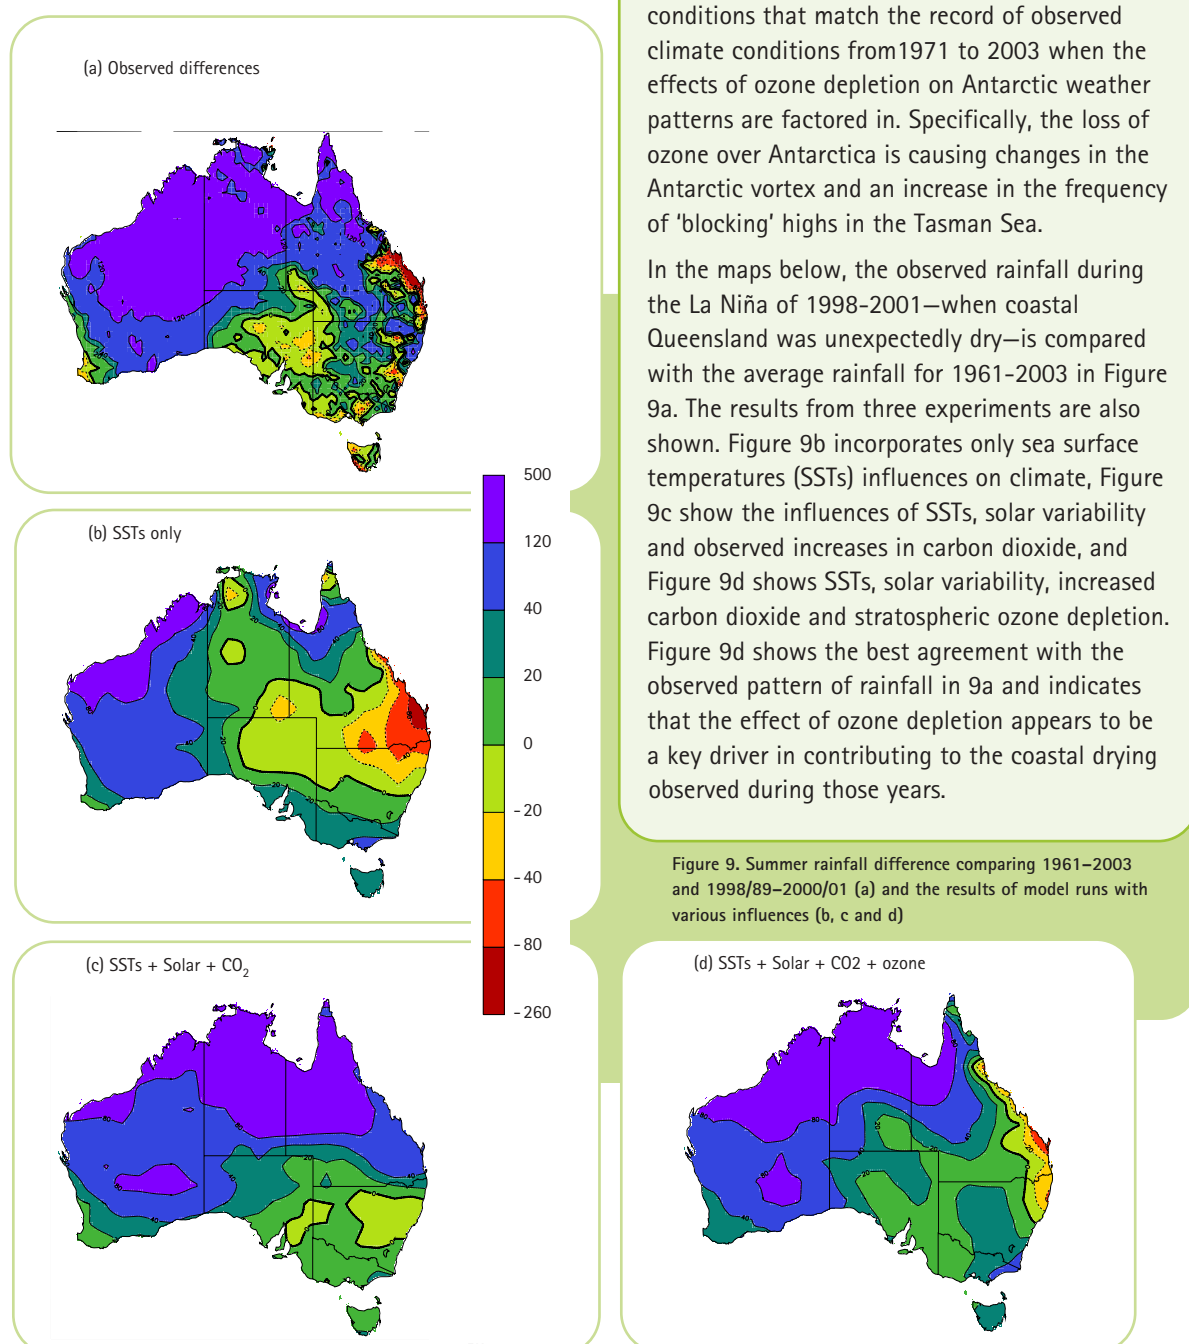 conditions that match the record of observed
climate conditions from1971 to 2003 when the
effects of ozone depletion on Antarctic weather
patterns are factored in. Specifically, the loss of
ozone over Antarctica is causing changes in the
Antarctic vortex and an increase in the frequency
of ‘blocking’ highs in the Tasman Sea.
In the maps below, the observed rainfall during
the La Niña of 1998-2001—when coastal
Queensland was unexpectedly dry—is compared
with the average rainfall for 1961-2003 in Figure
9a. The results from three experiments are also
shown. Figure 9b incorporates only sea surface
temperatures (SSTs) influences on climate, Figure
9c show the influences of SSTs, solar variability
and observed increases in carbon dioxide, and
Figure 9d shows SSTs, solar variability, increased
carbon dioxide and stratospheric ozone depletion.
Figure 9d shows the best agreement with the
observed pattern of rainfall in 9a and indicates
that the effect of ozone depletion appears to be
a key driver in contributing to the coastal drying
observed during those years.
Figure 9. Summer rainfall difference comparing 1961–2003
and 1998/89–2000/01 (a) and the results of model runs with
various influences (b, c and d)
(a) Observed differences
(b) SSTs only
500
120
40
20
0
-20
-40
-80
-260
(c) SSTs + Solar + CO2
(d) SSTs + Solar + CO2 + ozone